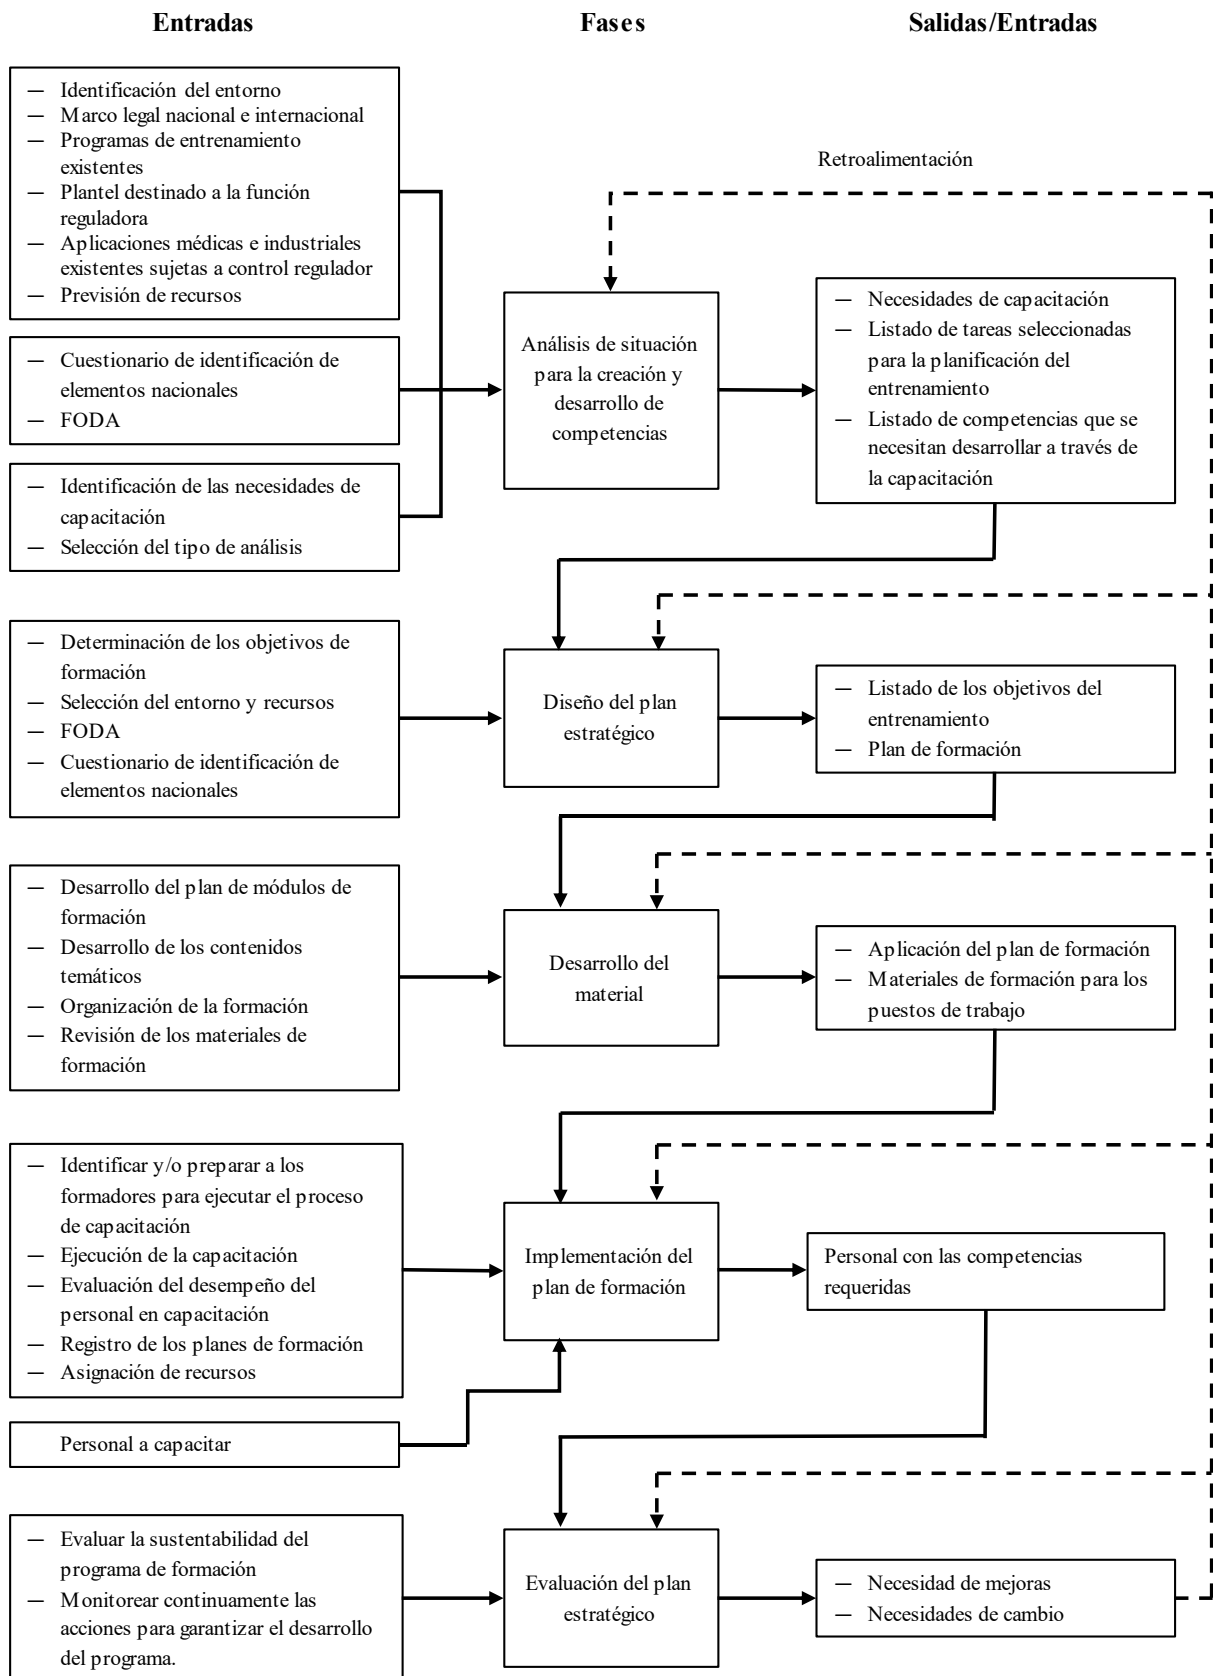 Entradas
Fases
Salidas/Entradas
— Identificación del entorno
— Marco legal nacional e internacional
— Programas de entrenamiento
existentes
— Plantel destinado a la función
reguladora
— Aplicaciones médicas e industriales
existentes sujetas a control regulador
— Previsión de recursos
Retroalimentación
— Cuestionario de identificación de
elementos nacionales
— FODA
— Identificación de las necesidades de
capacitación
— Selección del tipo de análisis
Análisis de situación
para la creación y
desarrollo de
competencias
— Necesidades de capacitación
— Listado de tareas seleccionadas
para la planificación del
entrenamiento
— Listado de competencias que se
necesitan desarrollar a través de
la capacitación
— Determinación de los objetivos de
formación
— Selección del entorno y recursos
— FODA
— Cuestionario de identificación de
elementos nacionales
Diseño del plan
estratégico
— Listado de los objetivos del
entrenamiento
— Plan de formación
— Desarrollo del plan de módulos de
formación
— Desarrollo de los contenidos
temáticos
— Organización de la formación
— Revisión de los materiales de
formación
Desarrollo del
material
— Aplicación del plan de formación
— Materiales de formación para los
puestos de trabajo
— Identificar y/o preparar a los
formadores para ejecutar el proceso
de capacitación
— Ejecución de la capacitación
— Evaluación del desempeño del
personal en capacitación
— Registro de los planes de formación
— Asignación de recursos
Personal a capacitar
Implementación del
plan de formación
Personal con las competencias
requeridas
— Evaluar la sustentabilidad del
programa de formación
— Monitorear continuamente las
acciones para garantizar el desarrollo
del programa.
Evaluación del plan
estratégico
— Necesidad de mejoras
— Necesidades de cambio